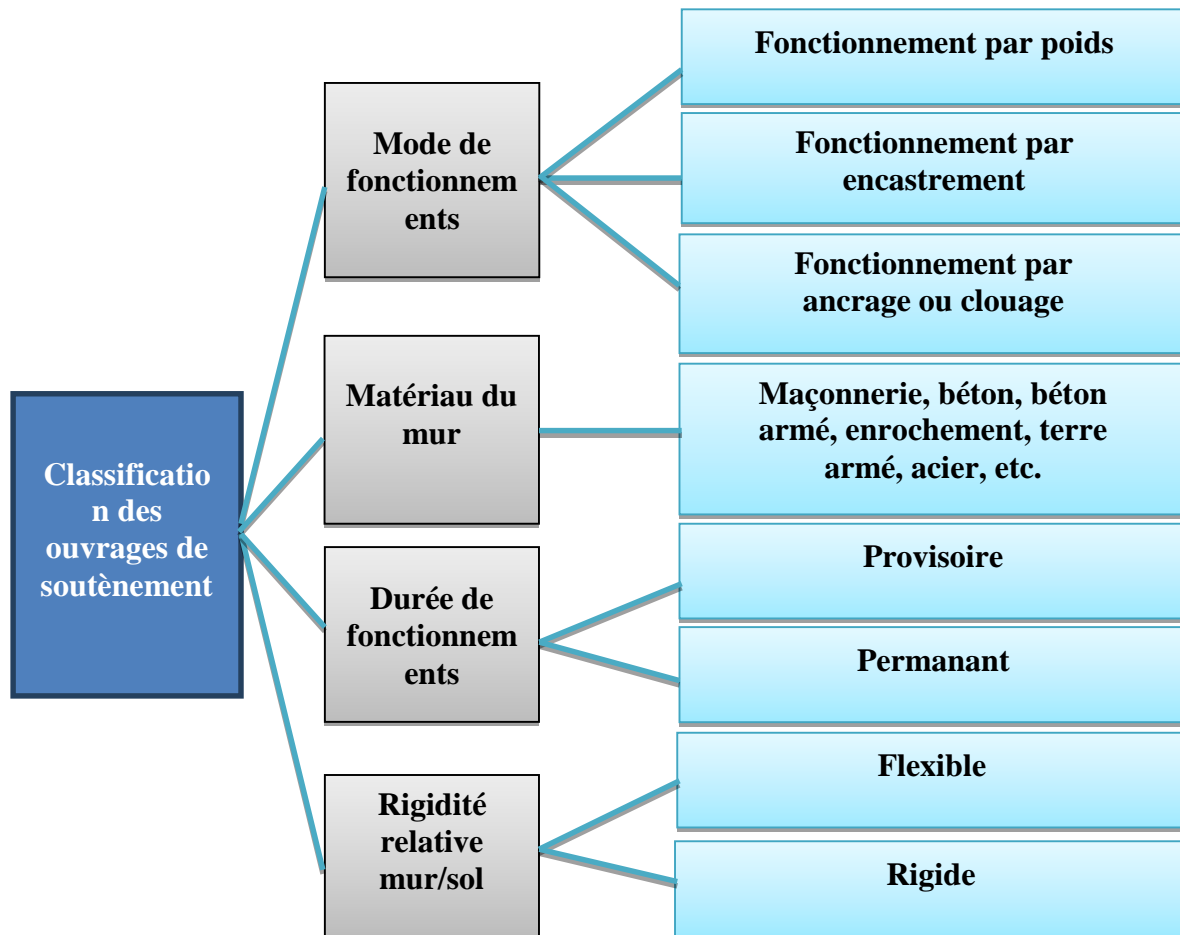 Classificatio
n des
ouvrages de
soutènement
Mode de
fonctionnem
ents
Fonctionnement par poids
Fonctionnement par
encastrement
Fonctionnement par
ancrage ou clouage
Matériau du
mur
Maçonnerie, béton, béton
armé, enrochement, terre
armé, acier, etc.
Durée de
fonctionnem
ents
Provisoire
Permanant
Rigidité
relative
mur/sol
Flexible
Rigide